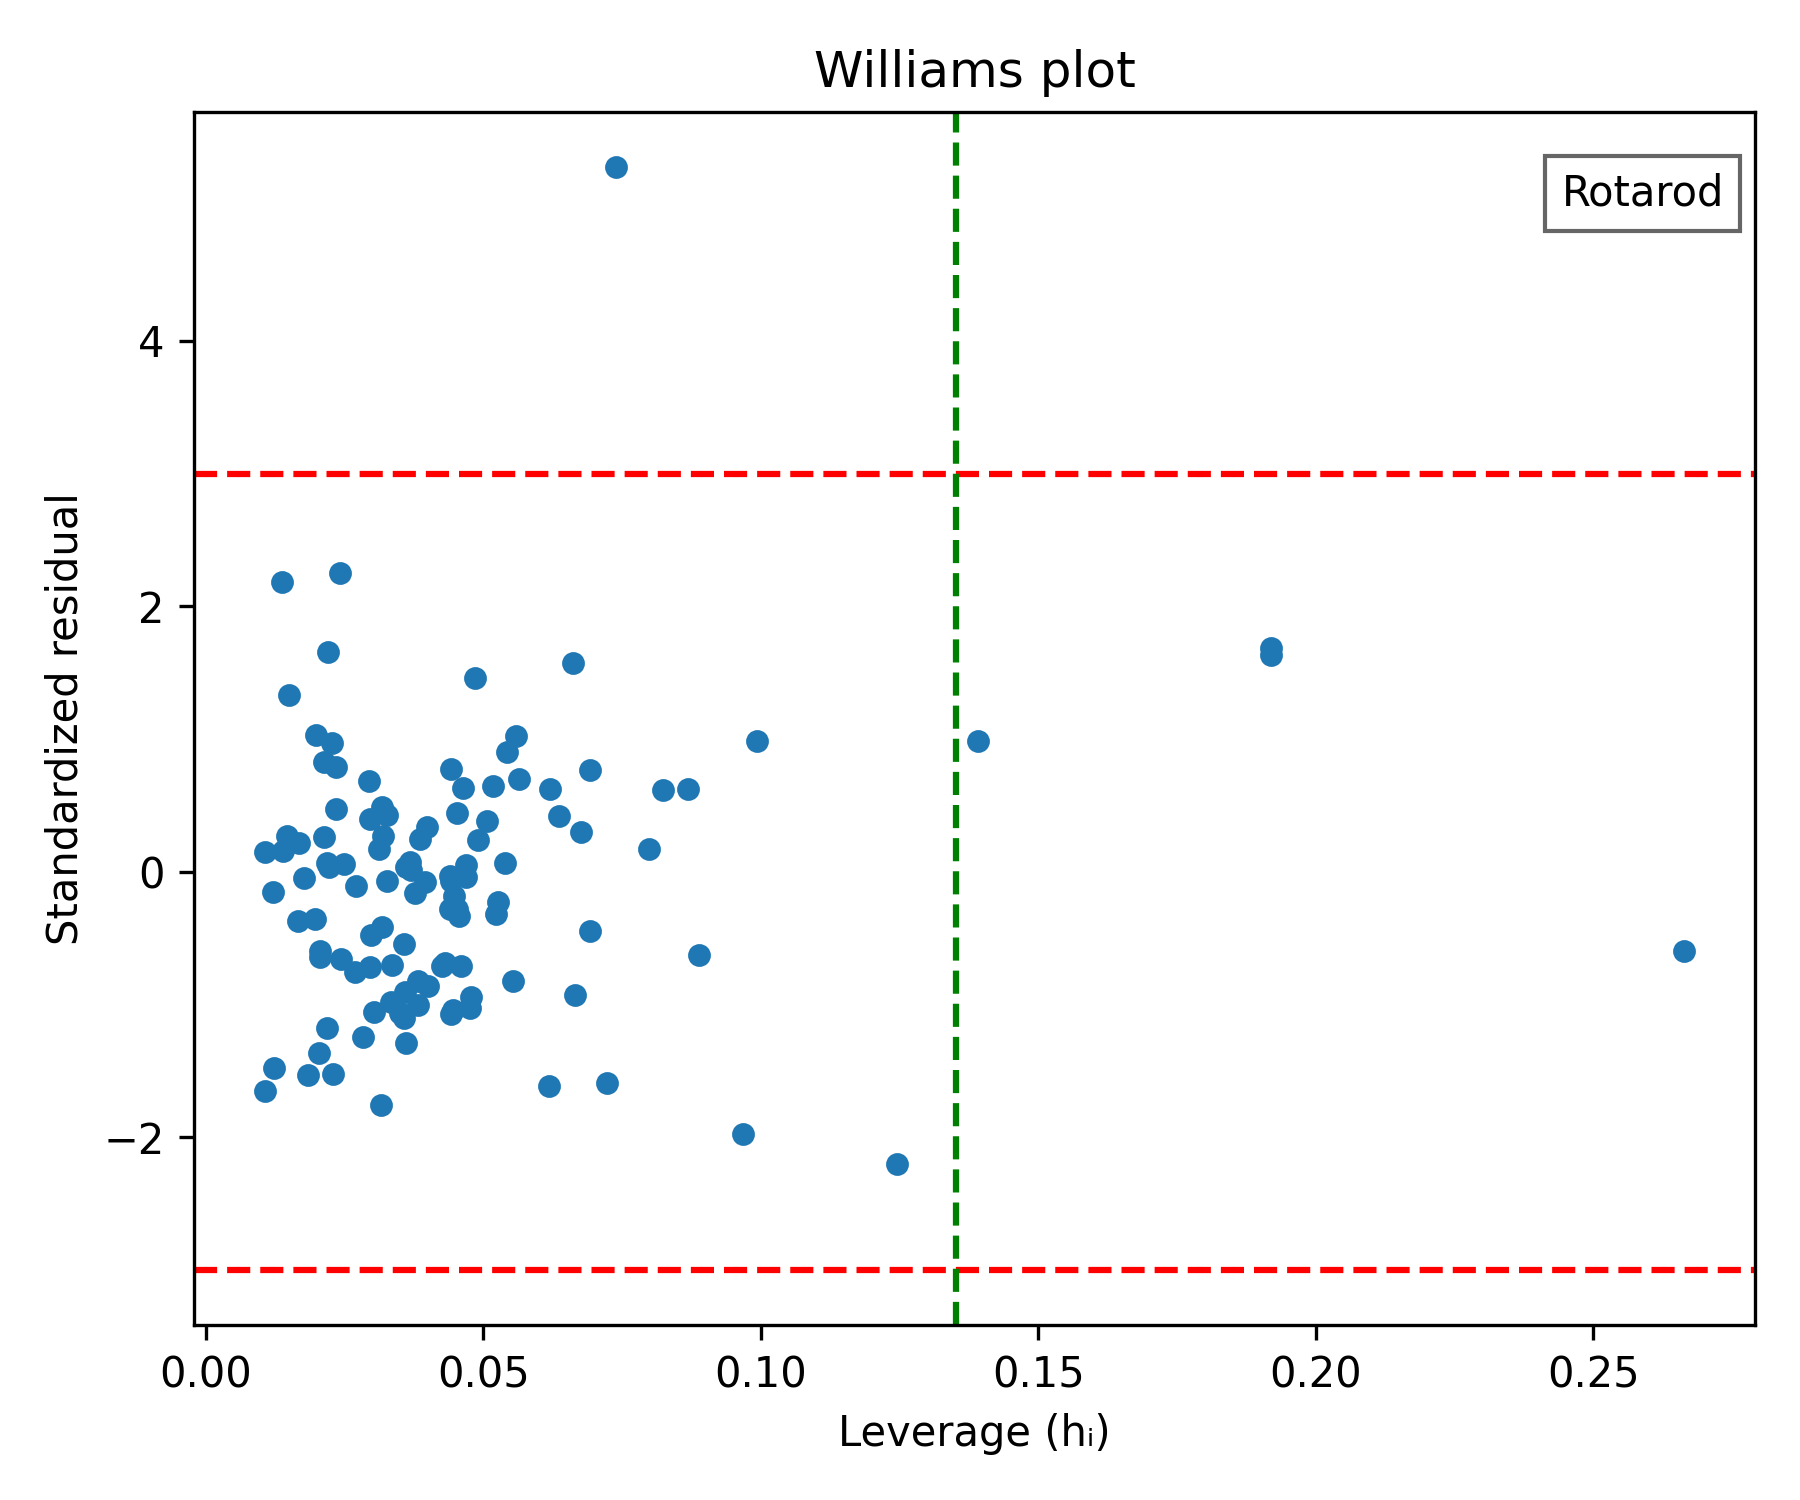 Williams plot
Rotarod
4
2
0
−2
Standardized residual
0.00 0.05 0.10 0.15 0.20 0.25
Leverage (hᵢ)